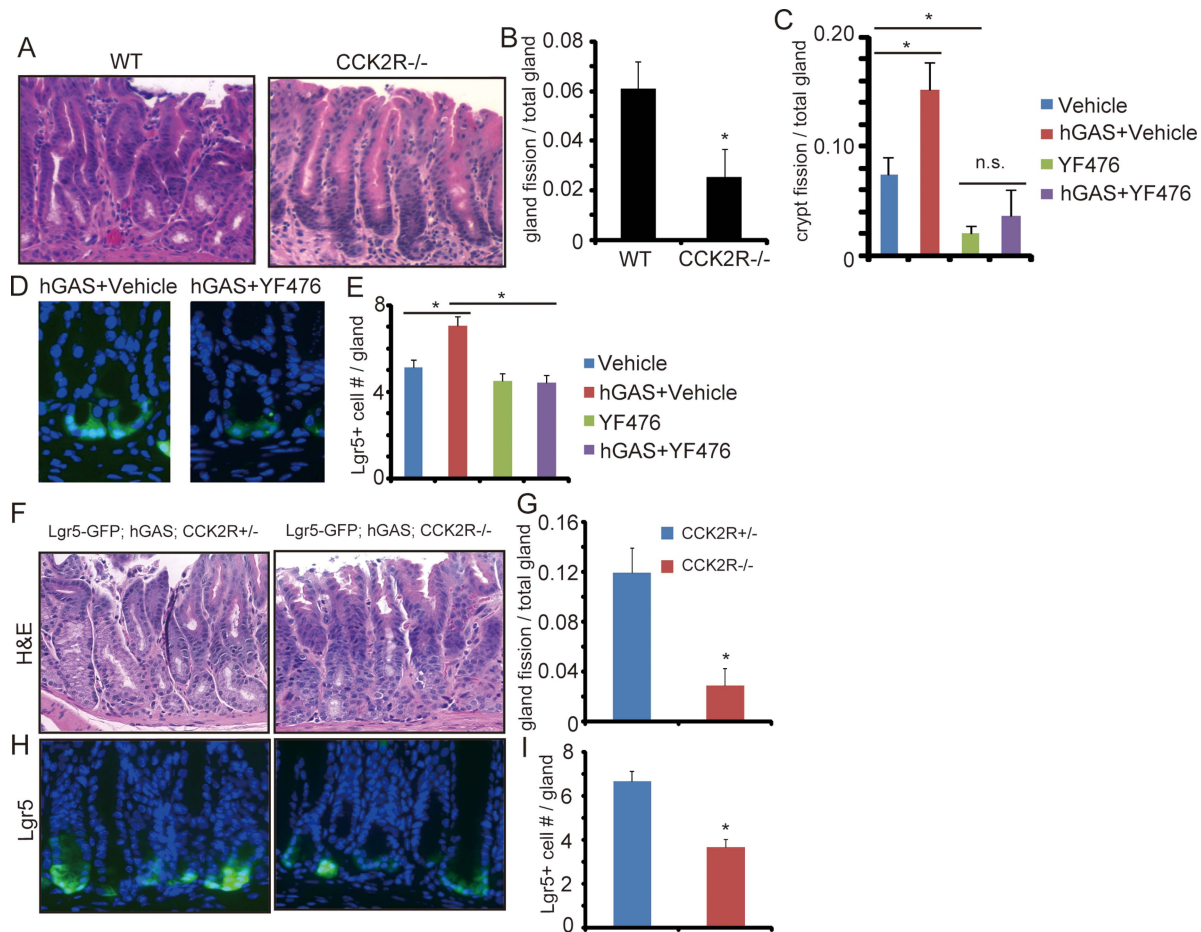 A
WT
CCK2R-/-
B
gland fission / total gland
0.08
0.06
0.04
0.02
0
*
WT
CCK2R-/-
C
crypt fission / total gland
0.20
0.10
0
*
*
n.s.
Vehicle
hGAS+Vehicle
YF476
hGAS+YF476
D
hGAS+Vehicle
hGAS+YF476
E
Lgr5+ cell # / gland
8
4
0
*
*
Vehicle
hGAS+Vehicle
YF476
hGAS+YF476
F
Lgr5-GFP; hGAS; CCK2R+/-
Lgr5-GFP; hGAS; CCK2R-/-
H&E
G
gland fission / total gland
0.16
0.12
0.08
0.04
0
CCK2R+/-
CCK2R-/-
*
H
Lgr5
I
Lgr5+ cell # / gland
8
6
4
2
0
*